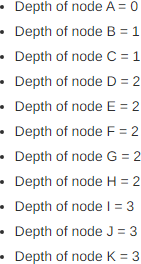 • Depth of node A = 0
• Depth of node B = 1
• Depth of node C = 1
• Depth of node D = 2
• Depth of node E = 2
• Depth of node F = 2
• Depth of node G = 2
• Depth of node H = 2
• Depth of node I = 3
• Depth of node J = 3
• Depth of node K = 3